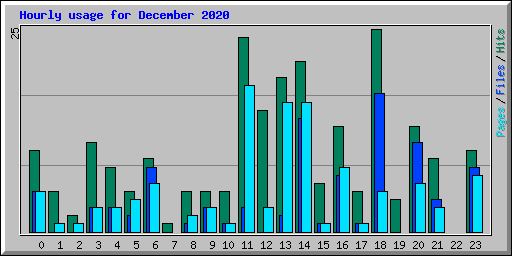 Hourly usage for December 2020
25
Pages/Files/Hits
0 1 2 3 4 5 6 7 8 9 10 11 12 13 14 15 16 17 18 19 20 21 22 23